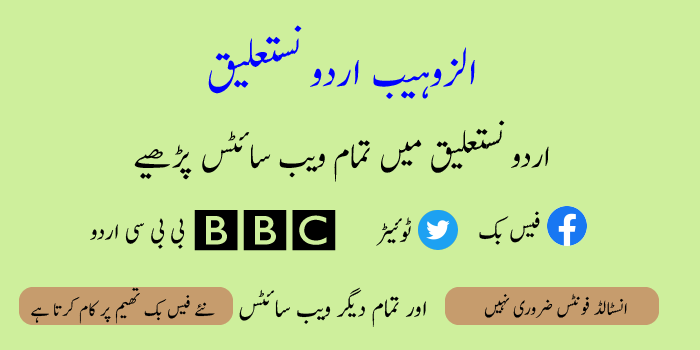 الزوہیب اردو نستعلیق
اردو نستعلیق میں تمام ویب سائٹس پڑھیے
فیس بک ٹوئیٹر BBC بی بی سی اردو
انسٹالڈ فونٹس ضروری نہیں اور تمام دیگر ویب سائٹس نئے فیس بک تھیم پر کام کرتا ہے